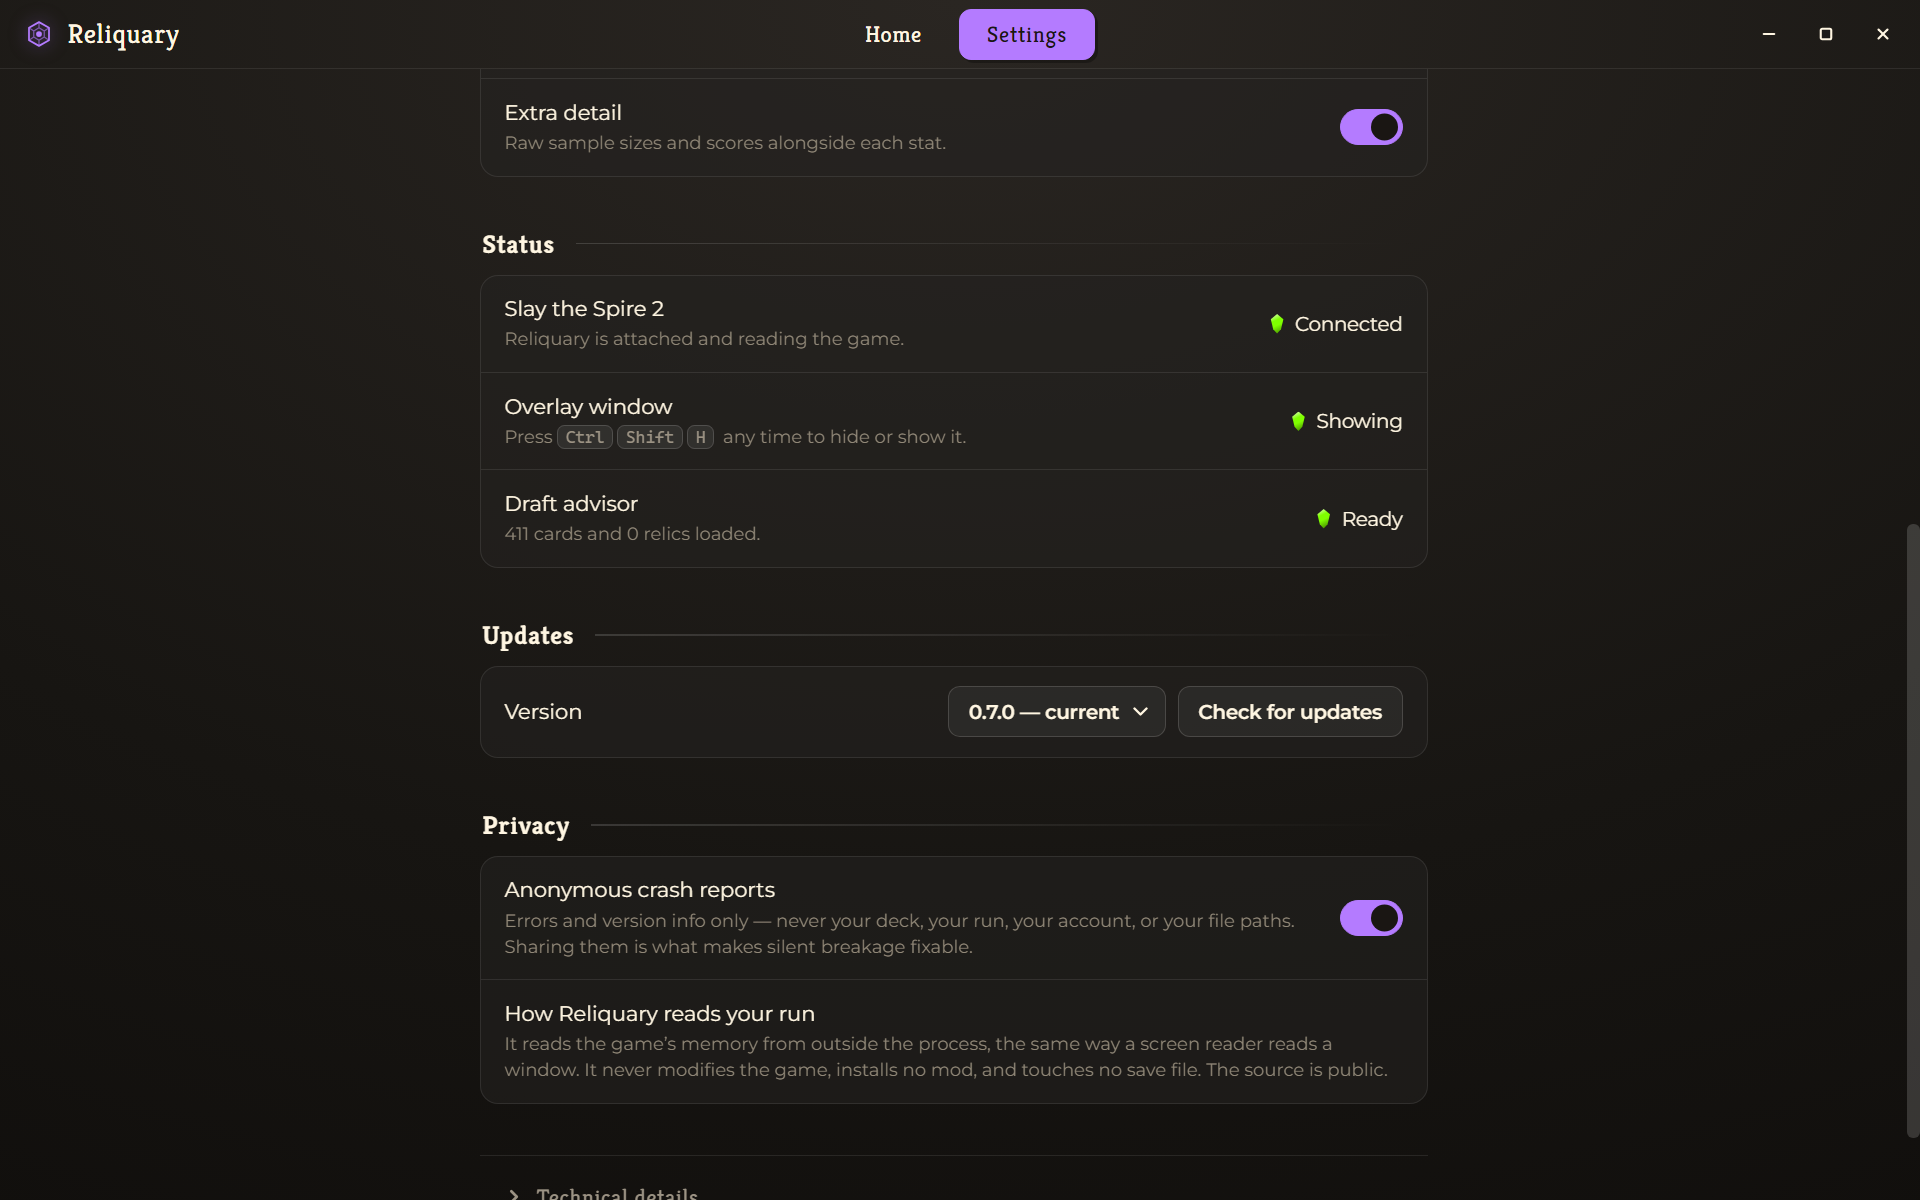 Reliquary
Home
Settings
Extra detail
Raw sample sizes and scores alongside each stat.
Status
Slay the Spire 2
Reliquary is attached and reading the game.
Connected
Overlay window
Press Ctrl Shift H any time to hide or show it.
Showing
Draft advisor
411 cards and 0 relics loaded.
Ready
Updates
Version
0.7.0 — current
Check for updates
Privacy
Anonymous crash reports
Errors and version info only — never your deck, your run, your account, or your file paths.
Sharing them is what makes silent breakage fixable.
How Reliquary reads your run
It reads the game’s memory from outside the process, the same way a screen reader reads a
window. It never modifies the game, installs no mod, and touches no save file. The source is public.
Technical details